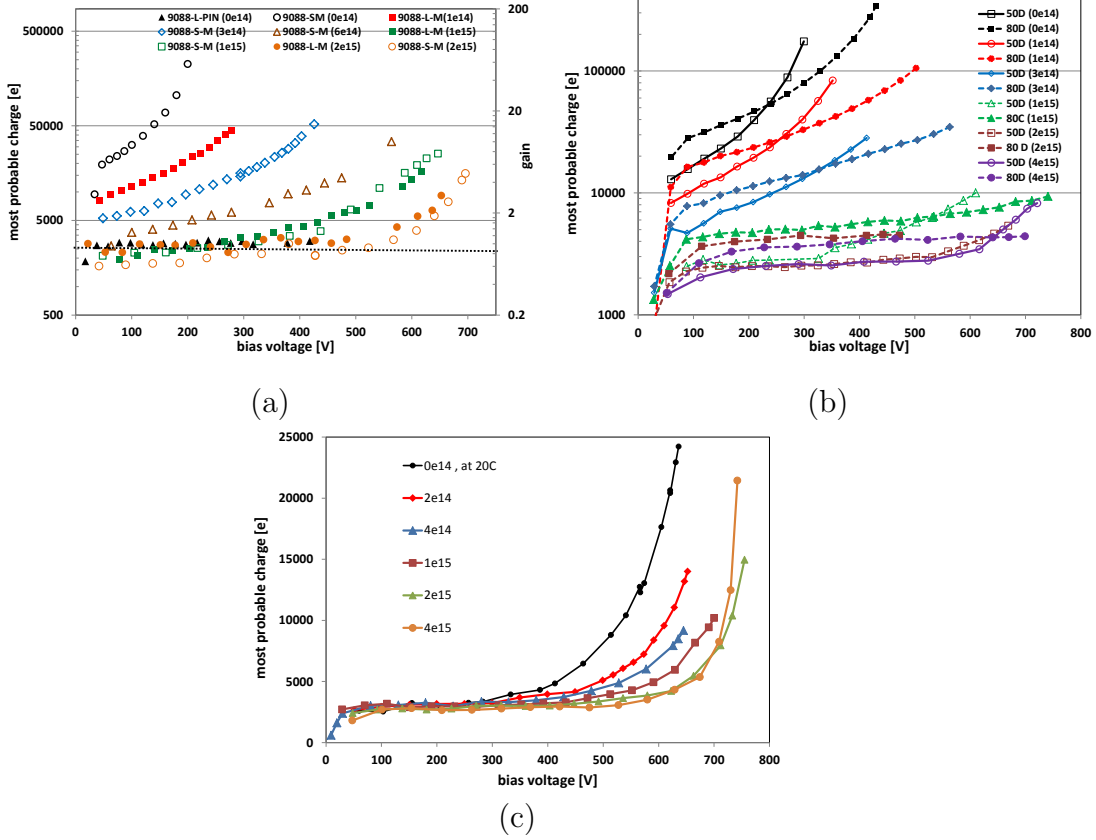 9088-L-PIN (0e14) 9088-SM (0e14) 9088-L-M(1e14)
9088-S-M (3e14) 9088-S-M (6e14) 9088-L-M (1e15)
9088-S-M (1e15) 9088-L-M (2e15) 9088-S-M (2e15)
500000
50000
5000
500
most probable charge [e]
200
20
2
0.2
gain
0 100 200 300 400 500 600 700
bias voltage [V]
(a)
100000
10000
1000
most probable charge [e]
50D (0e14)
80D (0e14)
50D (1e14)
80D (1e14)
50D (3e14)
80D (3e14)
50D (1e15)
80C (1e15)
50D (2e15)
80 D (2e15)
50D (4e15)
80D (4e15)
0 100 200 300 400 500 600 700 800
bias voltage [V]
(b)
25000
20000
15000
10000
5000
0
most probable charge [e]
0e14 , at 20C
2e14
4e14
1e15
2e15
4e15
0 100 200 300 400 500 600 700 800
bias voltage [V]
(c)